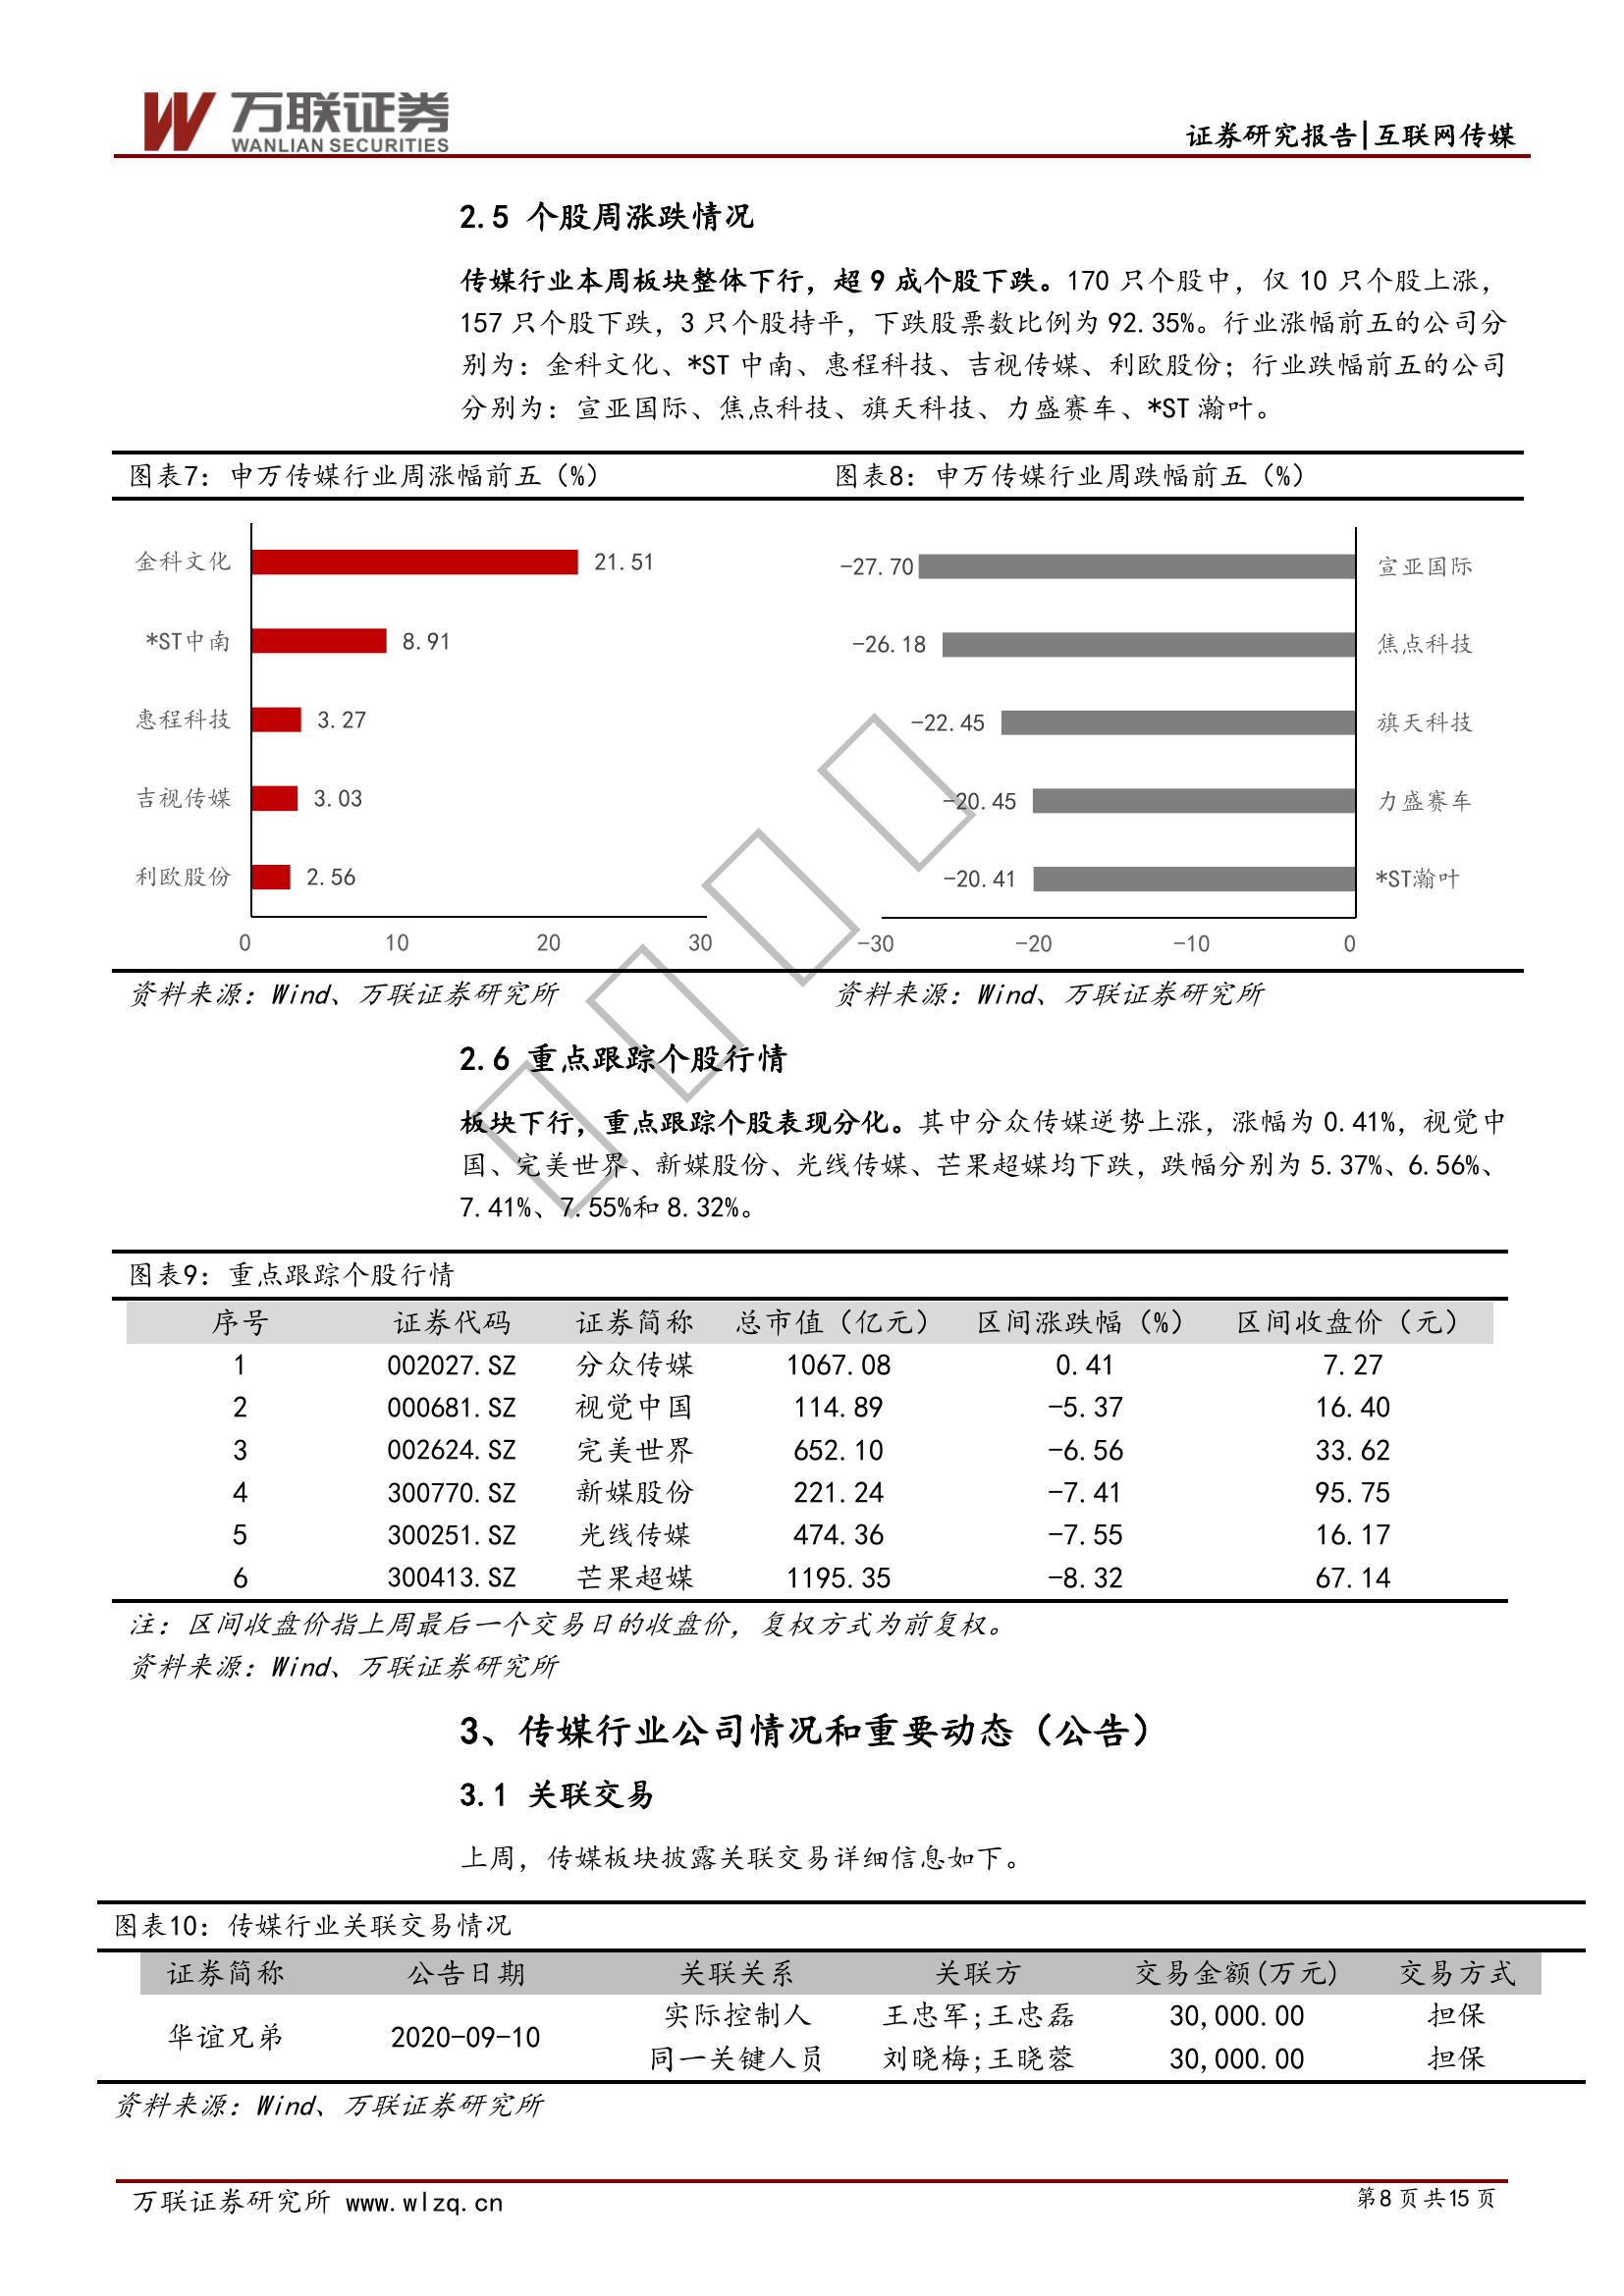 万联证券
WANLIAN SECURITIES
证券研究报告|互联网传媒
2.5 个股周涨跌情况
传媒行业本周板块整体下行，超 9 成个股下跌。170 只个股中，仅 10 只个股上涨，
157 只个股下跌，3 只个股持平，下跌股票数比例为 92.35%。行业涨幅前五的公司分
别为：金科文化、*ST 中南、惠程科技、吉视传媒、利欧股份；行业跌幅前五的公司
分别为：宣亚国际、焦点科技、旗天科技、力盛赛车、*ST 瀚叶。
图表7：申万传媒行业周涨幅前五（%）
金科文化 21.51
*ST中南 8.91
惠程科技 3.27
吉视传媒 3.03
利欧股份 2.56
0 10 20 30
资料来源：Wind、万联证券研究所
图表8：申万传媒行业周跌幅前五（%）
-27.70 宣亚国际
-26.18 焦点科技
-22.45 旗天科技
-20.45 力盛赛车
-20.41 *ST瀚叶
-30 -20 -10 0
资料来源：Wind、万联证券研究所
2.6 重点跟踪个股行情
板块下行，重点跟踪个股表现分化。其中分众传媒逆势上涨，涨幅为 0.41%，视觉中
国、完美世界、新媒股份、光线传媒、芒果超媒均下跌，跌幅分别为 5.37%、6.56%、
7.41%、7.55%和 8.32%。
图表9：重点跟踪个股行情
序号 证券代码 证券简称 总市值（亿元） 区间涨跌幅（%） 区间收盘价（元）
1 002027.SZ 分众传媒 1067.08 0.41 7.27
2 000681.SZ 视觉中国 114.89 -5.37 16.40
3 002624.SZ 完美世界 652.10 -6.56 33.62
4 300770.SZ 新媒股份 221.24 -7.41 95.75
5 300251.SZ 光线传媒 474.36 -7.55 16.17
6 300413.SZ 芒果超媒 1195.35 -8.32 67.14
注：区间收盘价指上周最后一个交易日的收盘价，复权方式为前复权。
资料来源：Wind、万联证券研究所
3、传媒行业公司情况和重要动态（公告）
3.1 关联交易
上周，传媒板块披露关联交易详细信息如下。
图表10：传媒行业关联交易情况
证券简称 公告日期 关联关系 关联方 交易金额(万元) 交易方式
华谊兄弟 2020-09-10 实际控制人 王忠军;王忠磊 30,000.00 担保
同一关键人员 刘晓梅;王晓蓉 30,000.00 担保
资料来源：Wind、万联证券研究所
万联证券研究所 www.wlzq.cn
第8页共15页